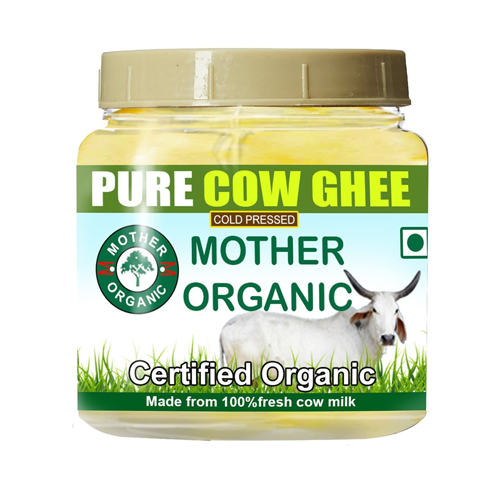 PURE COW GHEE
COLD PRESSED
MOTHER
ORGANIC
M M
MOTHER
ORGANIC
Certified Organic
Made from 100%fresh cow milk